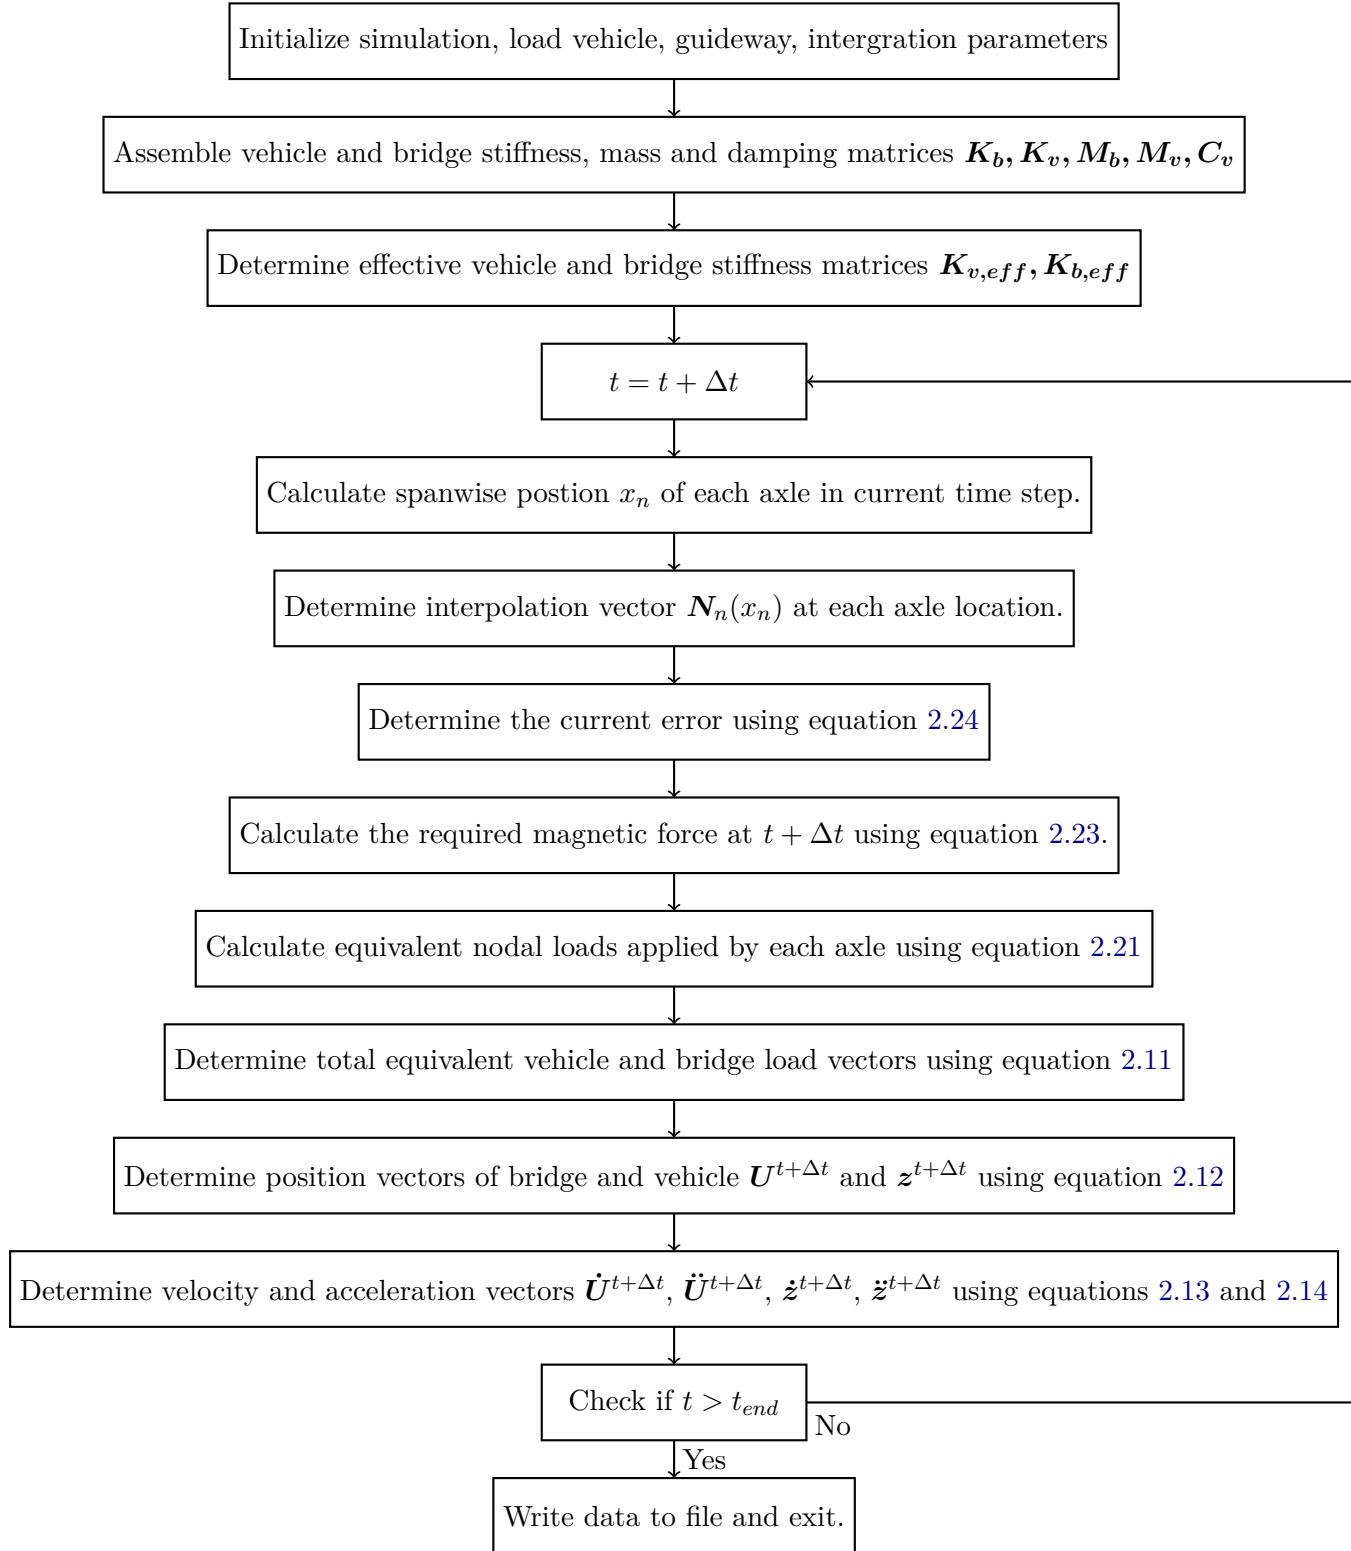 Initialize simulation, load vehicle, guideway, intergration parameters
Assemble vehicle and bridge stiffness, mass and damping matrices K_b, K_v, M_b, M_v, C_v
Determine effective vehicle and bridge stiffness matrices K_{v,eff}, K_{b,eff}
t = t + Δt
Calculate spanwise postion x_n of each axle in current time step.
Determine interpolation vector N_n(x_n) at each axle location.
Determine the current error using equation 2.24
Calculate the required magnetic force at t + Δt using equation 2.23.
Calculate equivalent nodal loads applied by each axle using equation 2.21
Determine total equivalent vehicle and bridge load vectors using equation 2.11
Determine position vectors of bridge and vehicle U^{t+Δt} and z^{t+Δt} using equation 2.12
Determine velocity and acceleration vectors U̇^{t+Δt}, Ü^{t+Δt}, ż^{t+Δt}, z̈^{t+Δt} using equations 2.13 and 2.14
Check if t > t_{end}
No
Yes
Write data to file and exit.